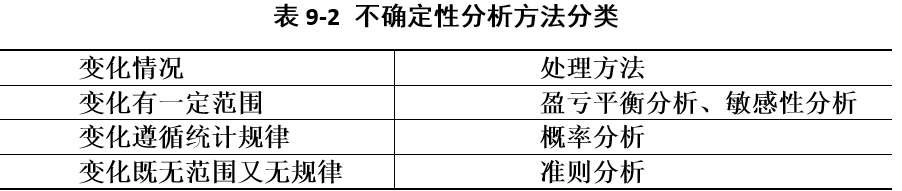 表 9-2 不确定性分析方法分类
变化情况 处理方法
变化有一定范围 盈亏平衡分析、敏感性分析
变化遵循统计规律 概率分析
变化既无范围又无规律 准则分析